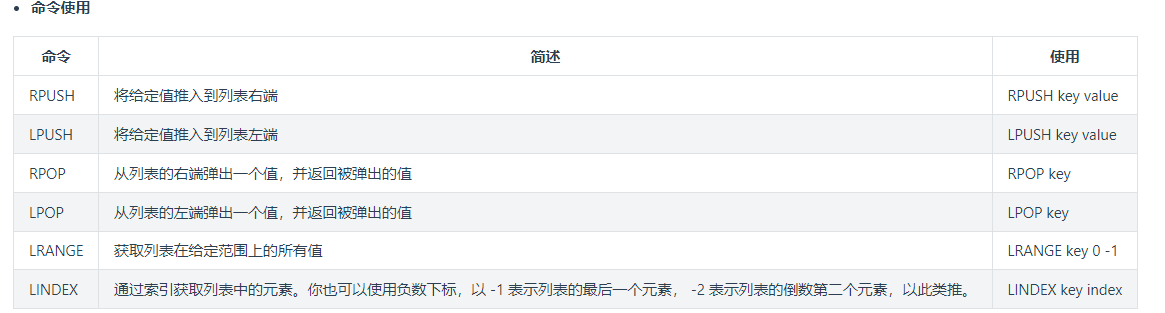 • 命令使用
命令 简述 使用
RPUSH 将给定值推入到列表右端 RPUSH key value
LPUSH 将给定值推入到列表左端 LPUSH key value
RPOP 从列表的右端弹出一个值，并返回被弹出的值 RPOP key
LPOP 从列表的左端弹出一个值，并返回被弹出的值 LPOP key
LRANGE 获取列表在给定范围上的所有值 LRANGE key 0 -1
LINDEX 通过索引获取列表中的元素。你也可以使用负数下标，以 -1 表示列表的最后一个元素， -2 表示列表的倒数第二个元素，以此类推。 LINDEX key index